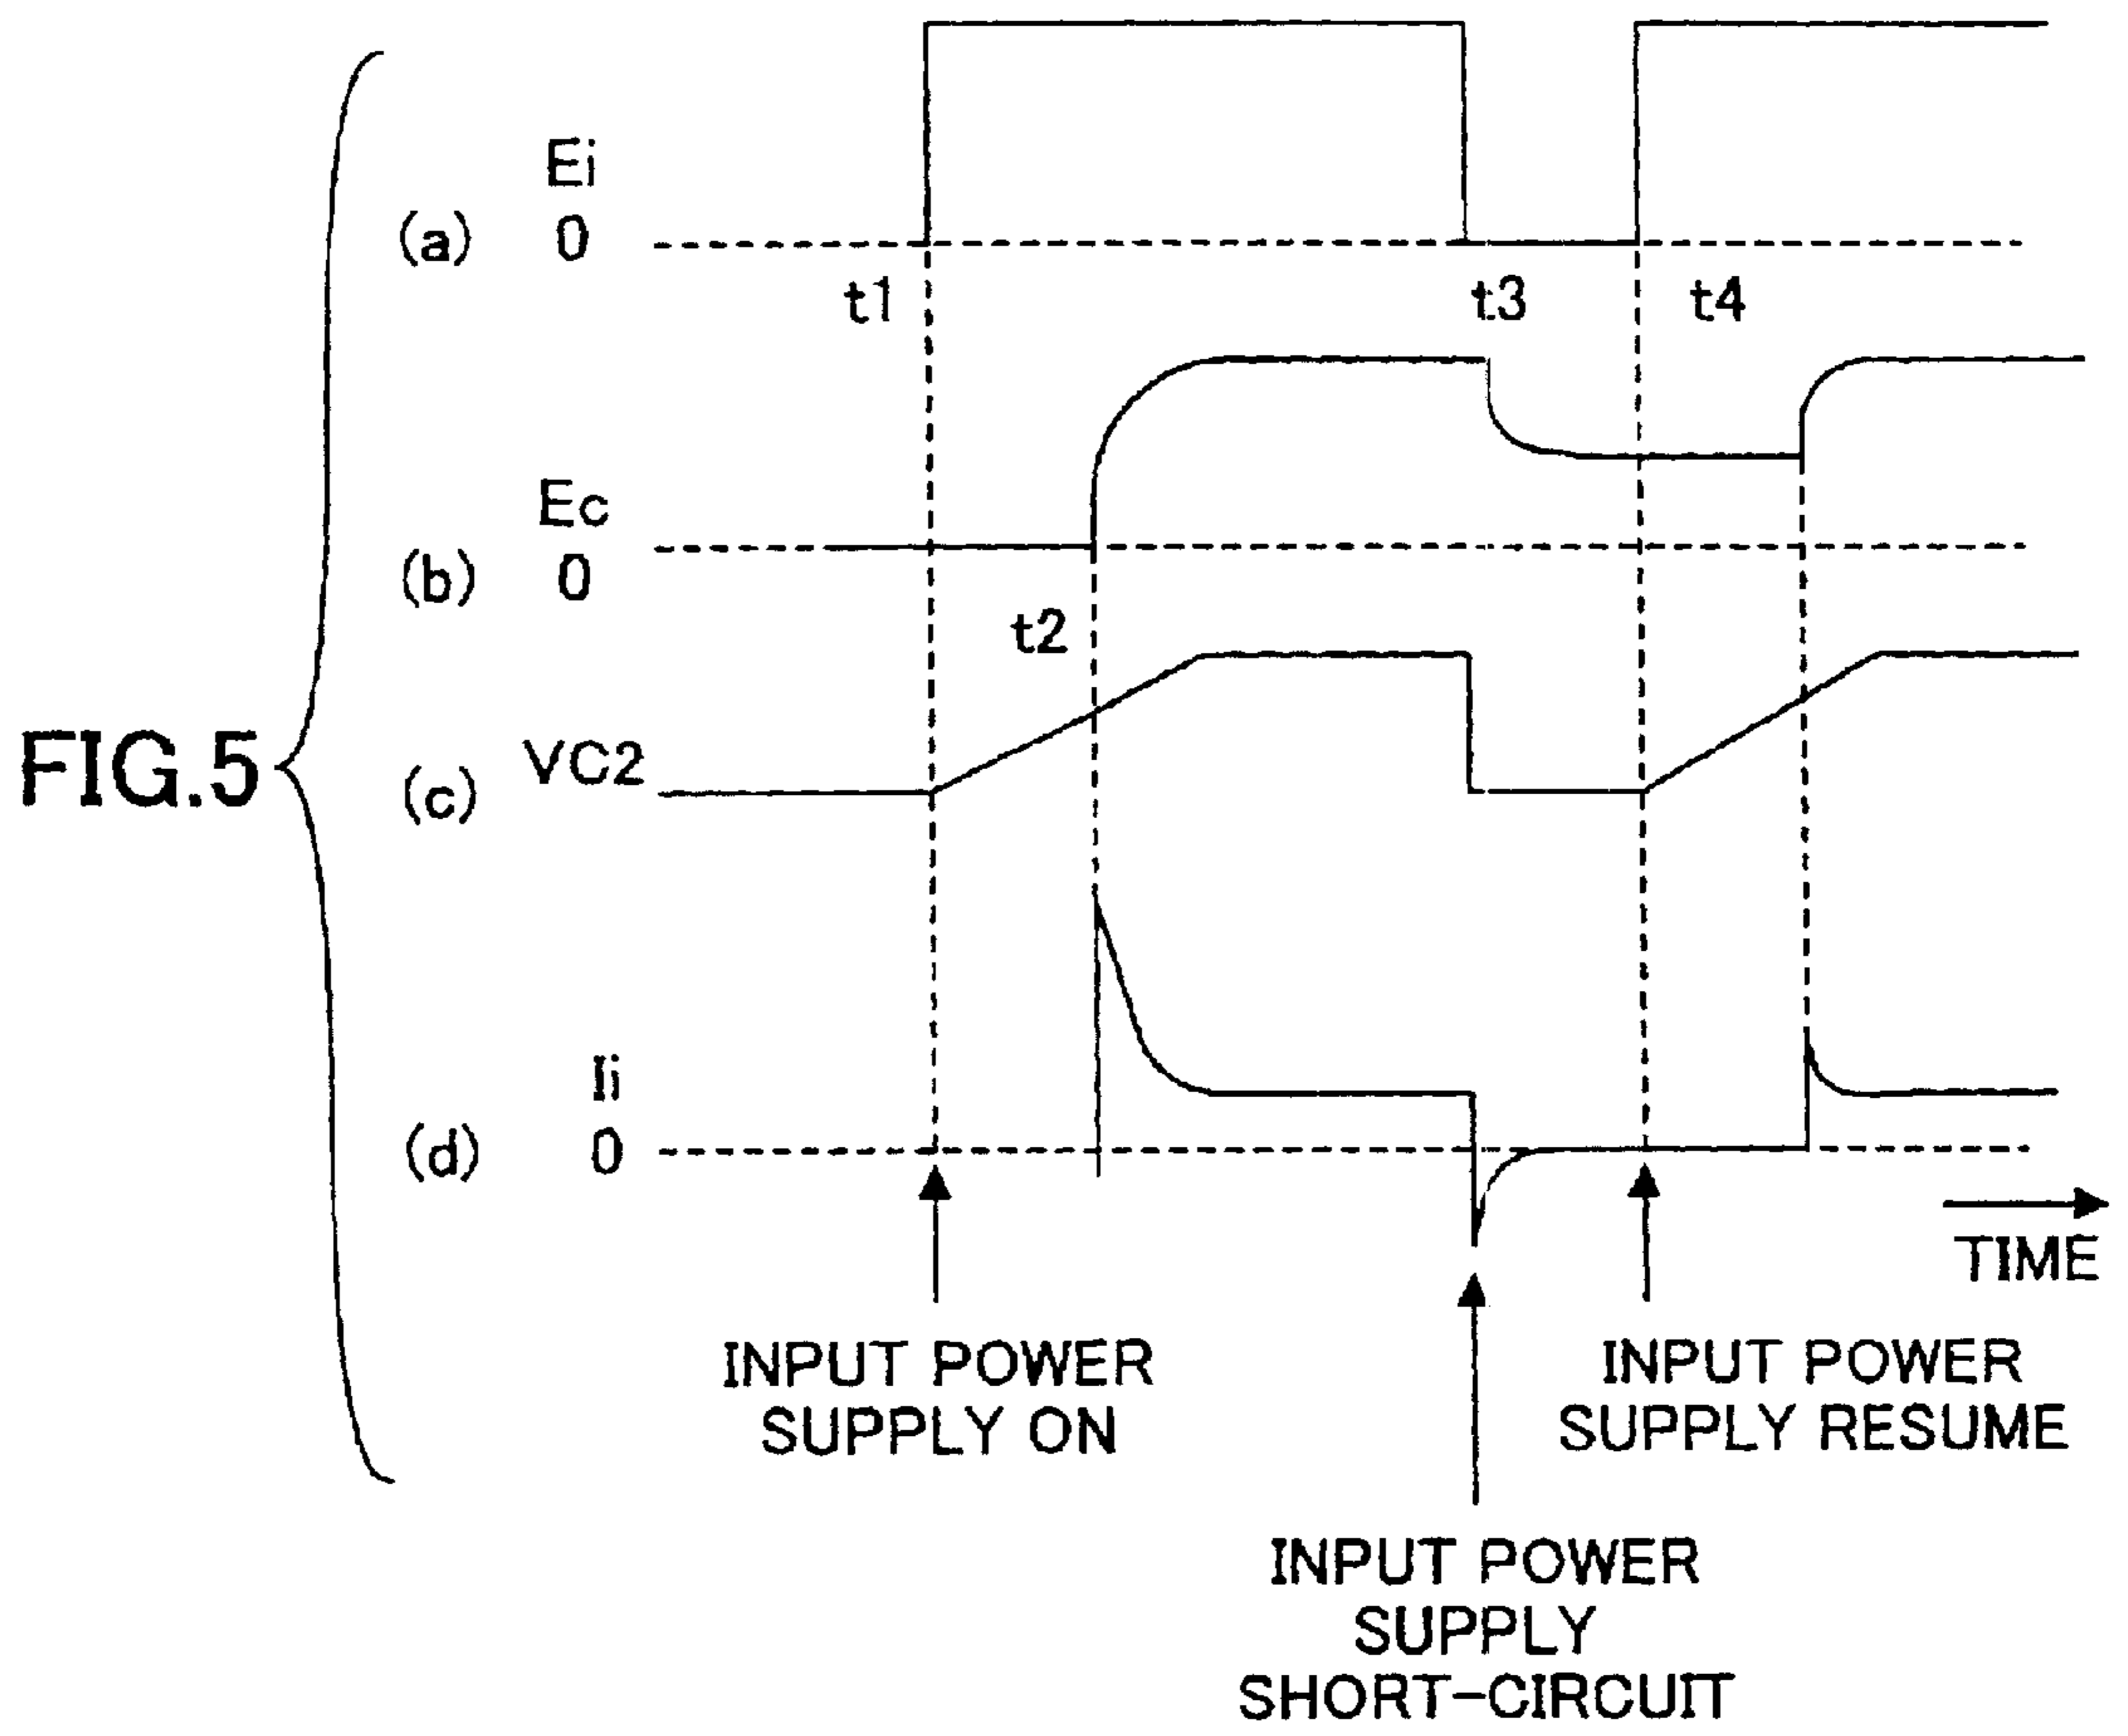 Ei
(a) 0
t1 t3 t4
Ec
(b) 0
t2
FIG.5
(c) VC2
Ii
(d) 0
TIME
INPUT POWER
SUPPLY ON
INPUT POWER
SUPPLY RESUME
INPUT POWER
SUPPLY
SHORT-CIRCUIT